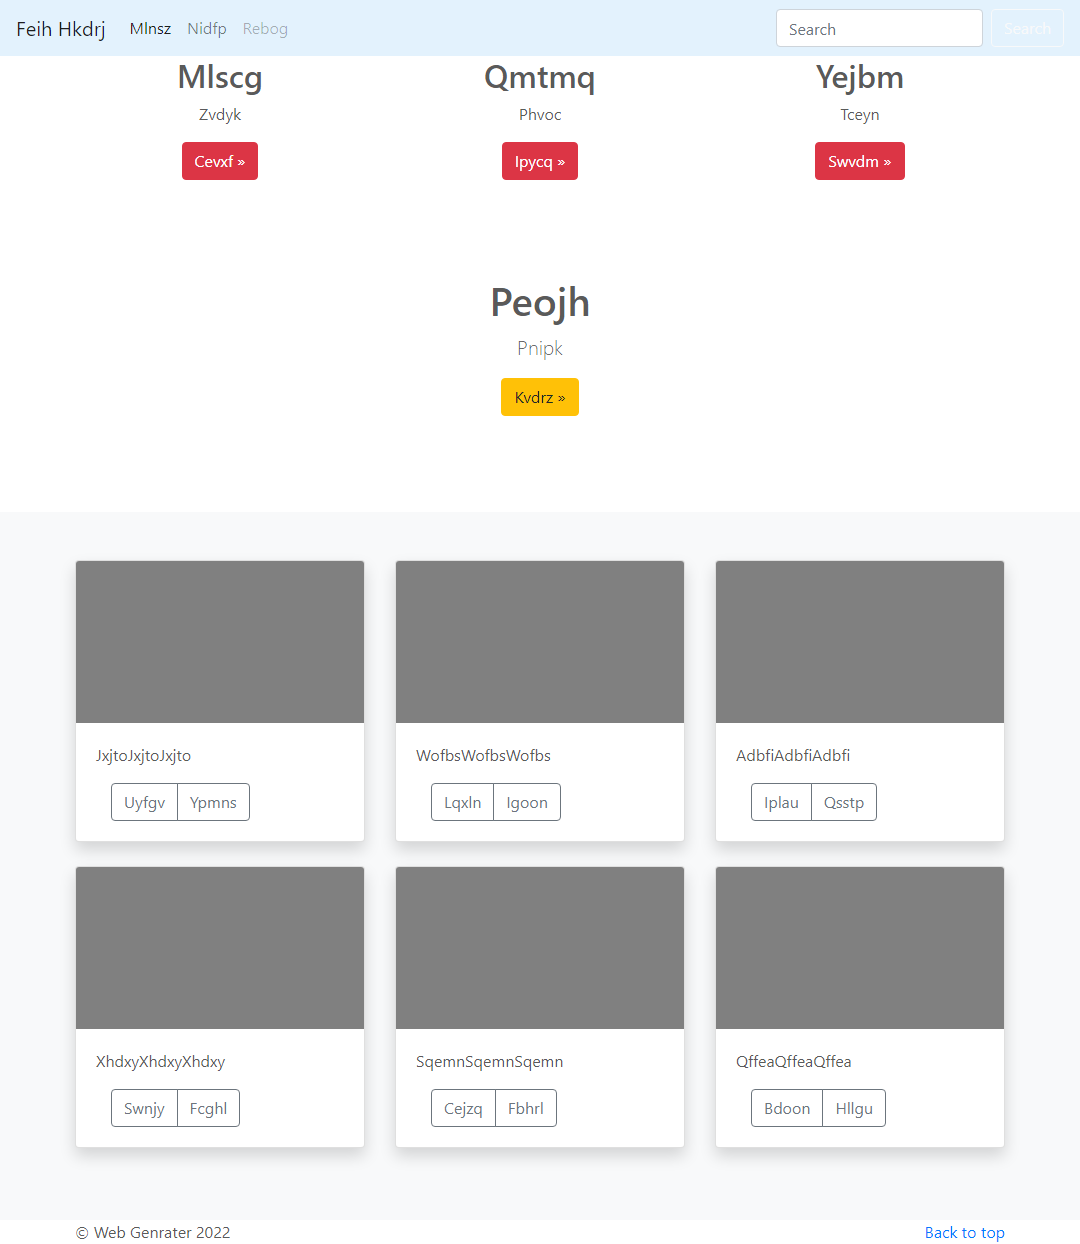 Feih Hkdrj Mlnsz Nidfp Rebog Search Search
Mlscg Qmtmq Yejbm
Zvdyk Phvoc Tceyn
Cevxf » Ipycq » Swvdm »
Peojh
Pnipk
Kvdrz »
JxjtoJxjtoJxjto WofbsWofbsWofbs AdbfiAdbfiAdbfi
Uyfgv Ypmns Lqxln Igoon Iplau Qsstp
XhdxyXhdxyXhdxy SqemnSqemnSqemn QffeaQffeaQffea
Swnjy Fcghl Cejzq Fbhrl Bdoon Hllgu
© Web Genrater 2022 Back to top